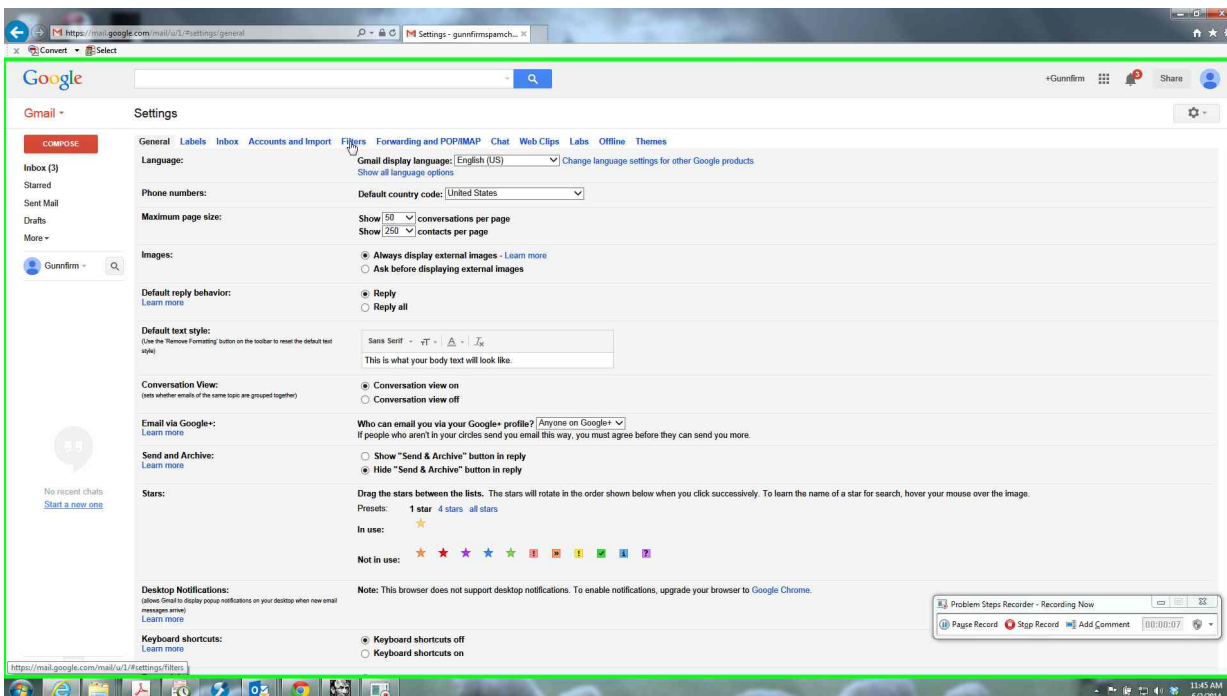 https://mail.google.com/mail/u/1/#settings/general
Settings - gunnfirmspamch...
x Convert Select
Google
+Gunnfirm 3 Share
Gmail Settings
COMPOSE
General Labels Inbox Accounts and Import Filters Forwarding and POP/IMAP Chat Web Clips Labs Offline Themes
Inbox (3)
Starred
Sent Mail
Drafts
More
Gunnfirm
Language: Gmail display language: English (US) Change language settings for other Google products
Show all language options
Phone numbers: Default country code: United States
Maximum page size: Show 50 conversations per page
Show 250 contacts per page
Images: Always display external images - Learn more
Ask before displaying external images
Default reply behavior: Reply
Learn more
Reply all
Default text style:
(Use the 'Remove Formatting' button on the toolbar to reset the default text style)
Sans Serif
This is what your body text will look like.
Conversation View: Conversation view on
(sets whether emails of the same topic are grouped together) Conversation view off
Email via Google+: Who can email you via your Google+ profile? Anyone on Google+
Learn more If people who aren't in your circles send you email this way, you must agree before they can send you more.
Send and Archive: Show "Send & Archive" button in reply
Learn more Hide "Send & Archive" button in reply
No recent chats
Start a new one
Stars: Drag the stars between the lists. The stars will rotate in the order shown below when you click successively. To learn the name of a star for search, hover your mouse over the image.
Presets: 1 star 4 stars all stars
In use:
Not in use:
Desktop Notifications: Note: This browser does not support desktop notifications. To enable notifications, upgrade your browser to Google Chrome.
(allows Gmail to display popup notifications on your desktop when new email messages arrive)
Learn more
Problem Steps Recorder - Recording Now
Pause Record Stop Record Add Comment 00:00:07
Keyboard shortcuts: Keyboard shortcuts off
Learn more Keyboard shortcuts on
https://mail.google.com/mail/u/1/#settings/filters
11:45 AM